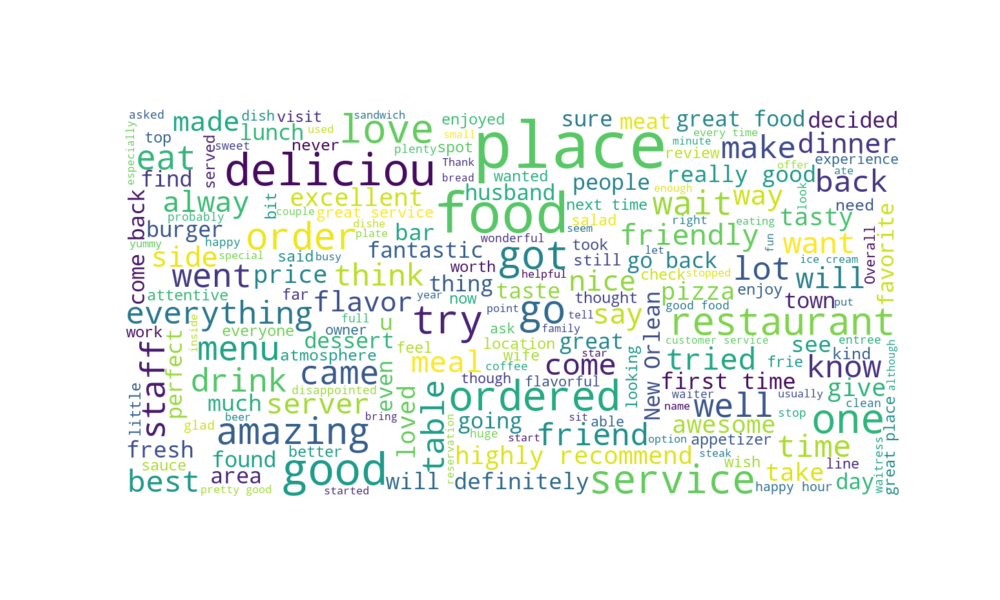 asked
dish
visit
made
love
sandwich
enjoyed
place
sure
meat
great food
decided
top
lunch
used
never
small
plenty
spot
every time
minute
review
make
dinner
especially
eat
served
sweet
deliciou
Thank
bread
wanted
husband
people
really good
offer
look
ate
experience
back
find
alway
bit
excellent
couple
great service
food
next time
enough
wait
way
need
tasty
probably
burger
happy
order
bar
dishe
plate
wonderful
seem
salad
right
friendly
eating
fun
want
favorite
yummy
special
side
said
busy
fantastic
got
took
still
let
go back
ice cream
Overall
come back
went
price
think
thing
worth
helpful
nice
check
stopped
lot
will
attentive
far
flavor
year
now
taste
thought
say
pizza
enjoy
town
put
everything
full
u
try
point
go
tell
New Orlean
good food
restaurant
work
inside
everyone
owner
dessert
feel
ask
location
family
great
customer service
entree
although
staff
perfect
menu
atmosphere
even
meal
wife
star
coffee
come
looking
tried
frie
see
kind
know
little
drink
disappointed
though
flavorful
first time
give
much
server
loved
table
ordered
sit
able
name
waiter
well
usually
clean
one
great place
glad
beer
bring
amazing
going
huge
start
friend
option
awesome
appetizer
stop
time
fresh
found
better
reservation
highly recommend
steak
wish
take
line
waitress
sauce
area
best
pretty good
started
good
will
definitely
service
happy hour
day